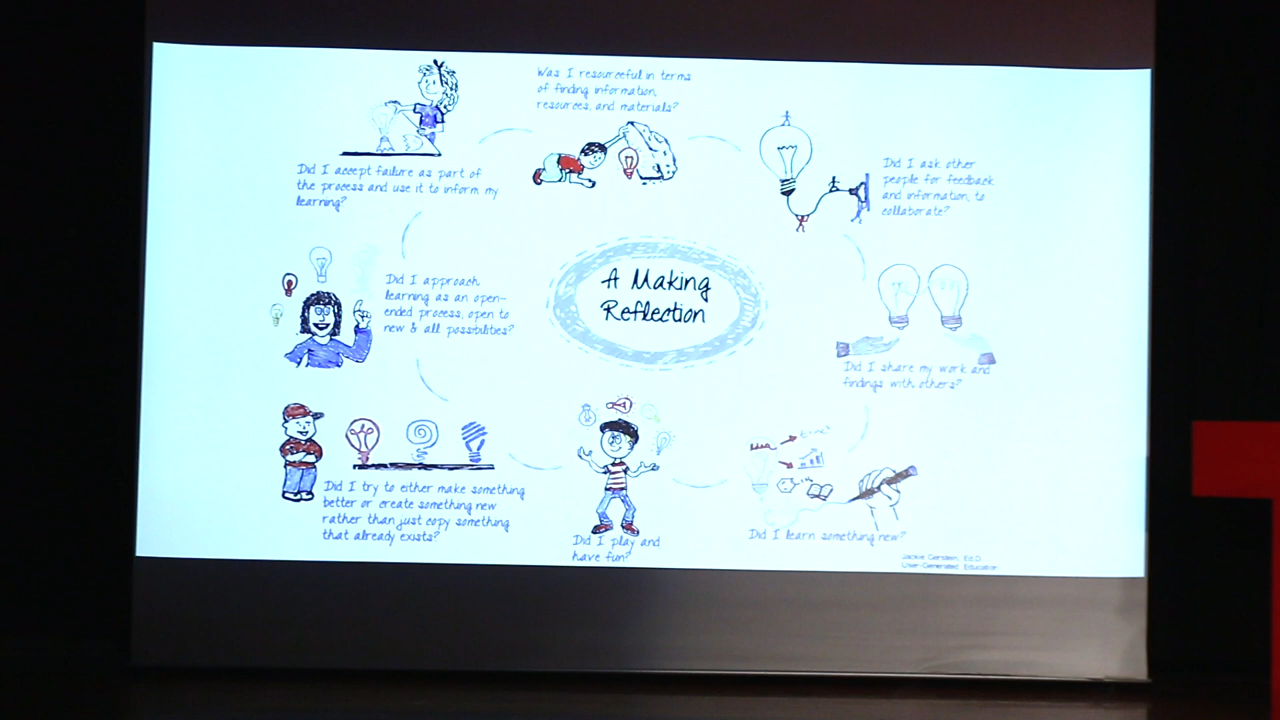 Was I resourceful in terms
of finding information,
resources, and materials?
Did I ask other
people for feedback
and information, to
collaborate?
Did I share my work and
findings with others?
Idea
Did I learn something new?
Did I play and
have fun?
Did I try to either make something
better or create something new
rather than just copy something
that already exists?
Did I approach
learning as an open-
ended process, open to
new & all possibilities?
Did I accept failure as part of
the process and use it to inform my
learning?
A Making
Reflection
Jackie Gerstein, Ed.D.
User-Generated Educator